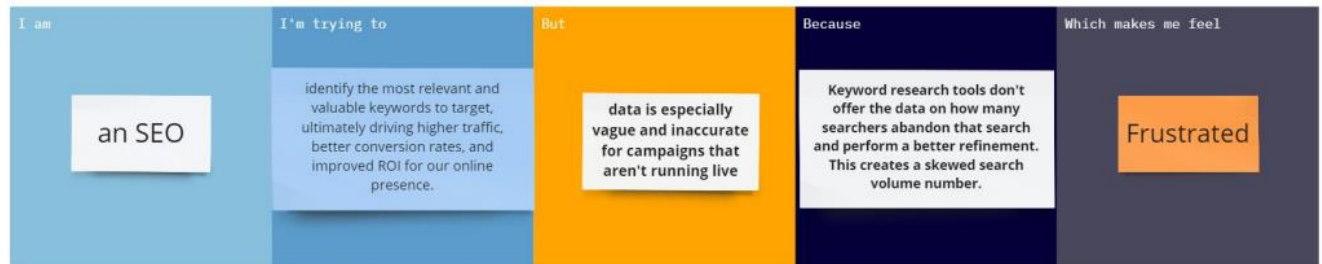 I am
an SEO
I'm trying to
identify the most relevant and
valuable keywords to target,
ultimately driving higher traffic,
better conversion rates, and
improved ROI for our online
presence.
But
data is especially
vague and inaccurate
for campaigns that
aren't running live
Because
Keyword research tools don't
offer the data on how many
searchers abandon that search
and perform a better refinement.
This creates a skewed search
volume number.
Which makes me feel
Frustrated